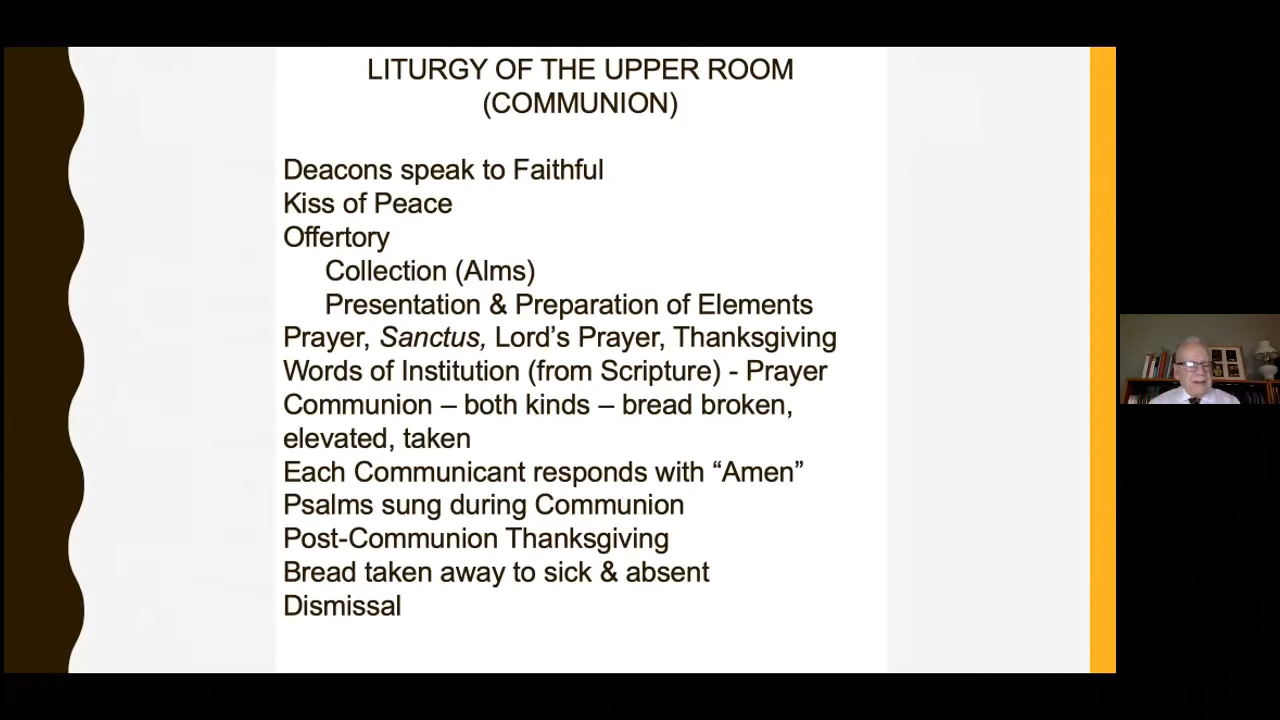 LITURGY OF THE UPPER ROOM
(COMMUNION)
Deacons speak to Faithful
Kiss of Peace
Offertory
Collection (Alms)
Presentation & Preparation of Elements
Prayer, Sanctus, Lord’s Prayer, Thanksgiving
Words of Institution (from Scripture) - Prayer
Communion – both kinds – bread broken,
elevated, taken
Each Communicant responds with “Amen”
Psalms sung during Communion
Post-Communion Thanksgiving
Bread taken away to sick & absent
Dismissal